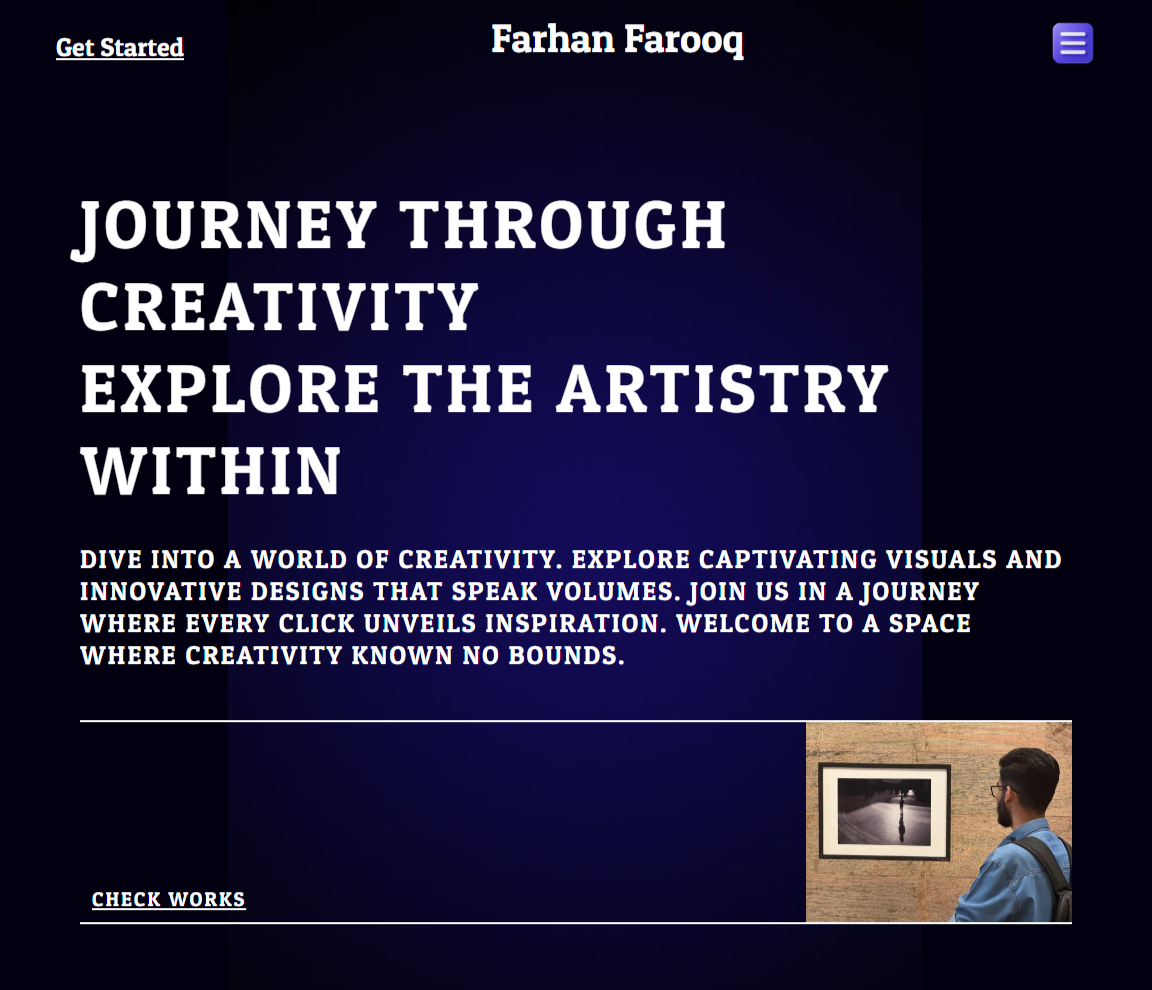 Get Started
Farhan Farooq
JOURNEY THROUGH
CREATIVITY
EXPLORE THE ARTISTRY
WITHIN
DIVE INTO A WORLD OF CREATIVITY. EXPLORE CAPTIVATING VISUALS AND
INNOVATIVE DESIGNS THAT SPEAK VOLUMES. JOIN US IN A JOURNEY
WHERE EVERY CLICK UNVEILS INSPIRATION. WELCOME TO A SPACE
WHERE CREATIVITY KNOWN NO BOUNDS.
CHECK WORKS